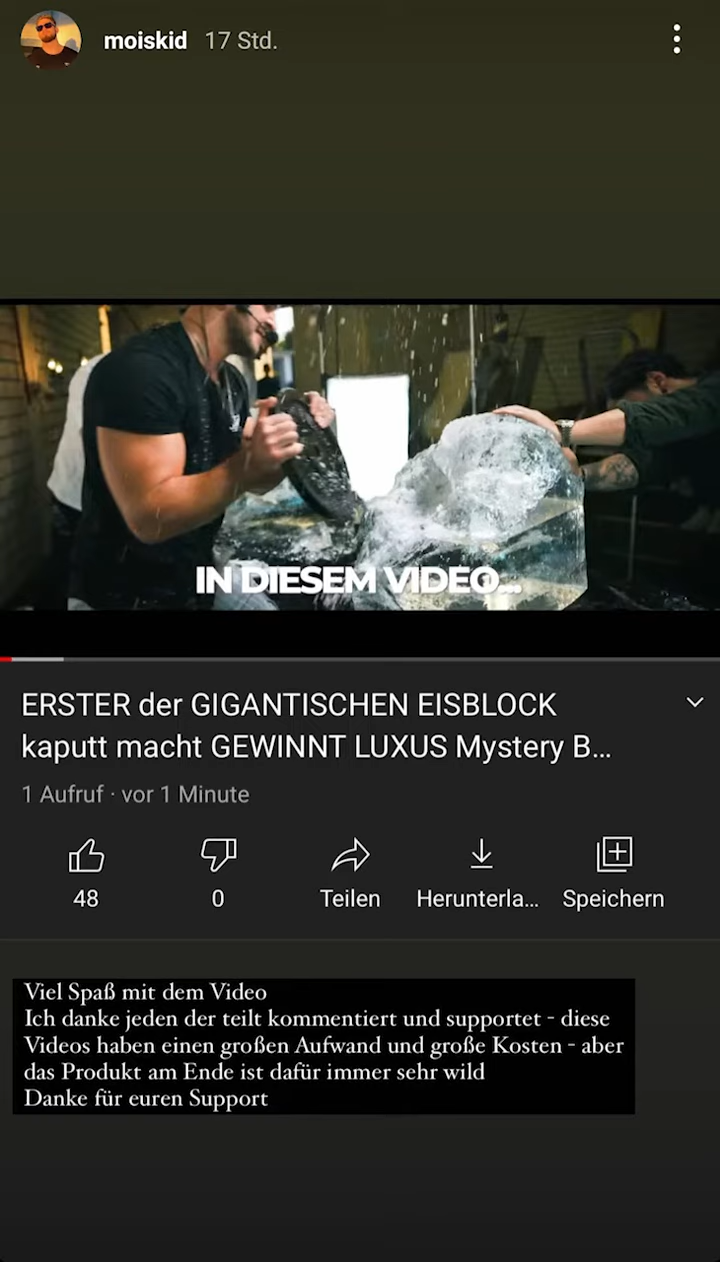 moiskid 17 Std.
IN DIESEM VIDEO...
ERSTER der GIGANTISCHEN EISBLOCK
kaputt macht GEWINNT LUXUS Mystery B...
1 Aufruf · vor 1 Minute
48 0 Teilen Herunterla... Speichern
Viel Spaß mit dem Video
Ich danke jeden der teilt kommentiert und supportet - diese
Videos haben einen großen Aufwand und große Kosten - aber
das Produkt am Ende ist dafür immer sehr wild
Danke für euren Support